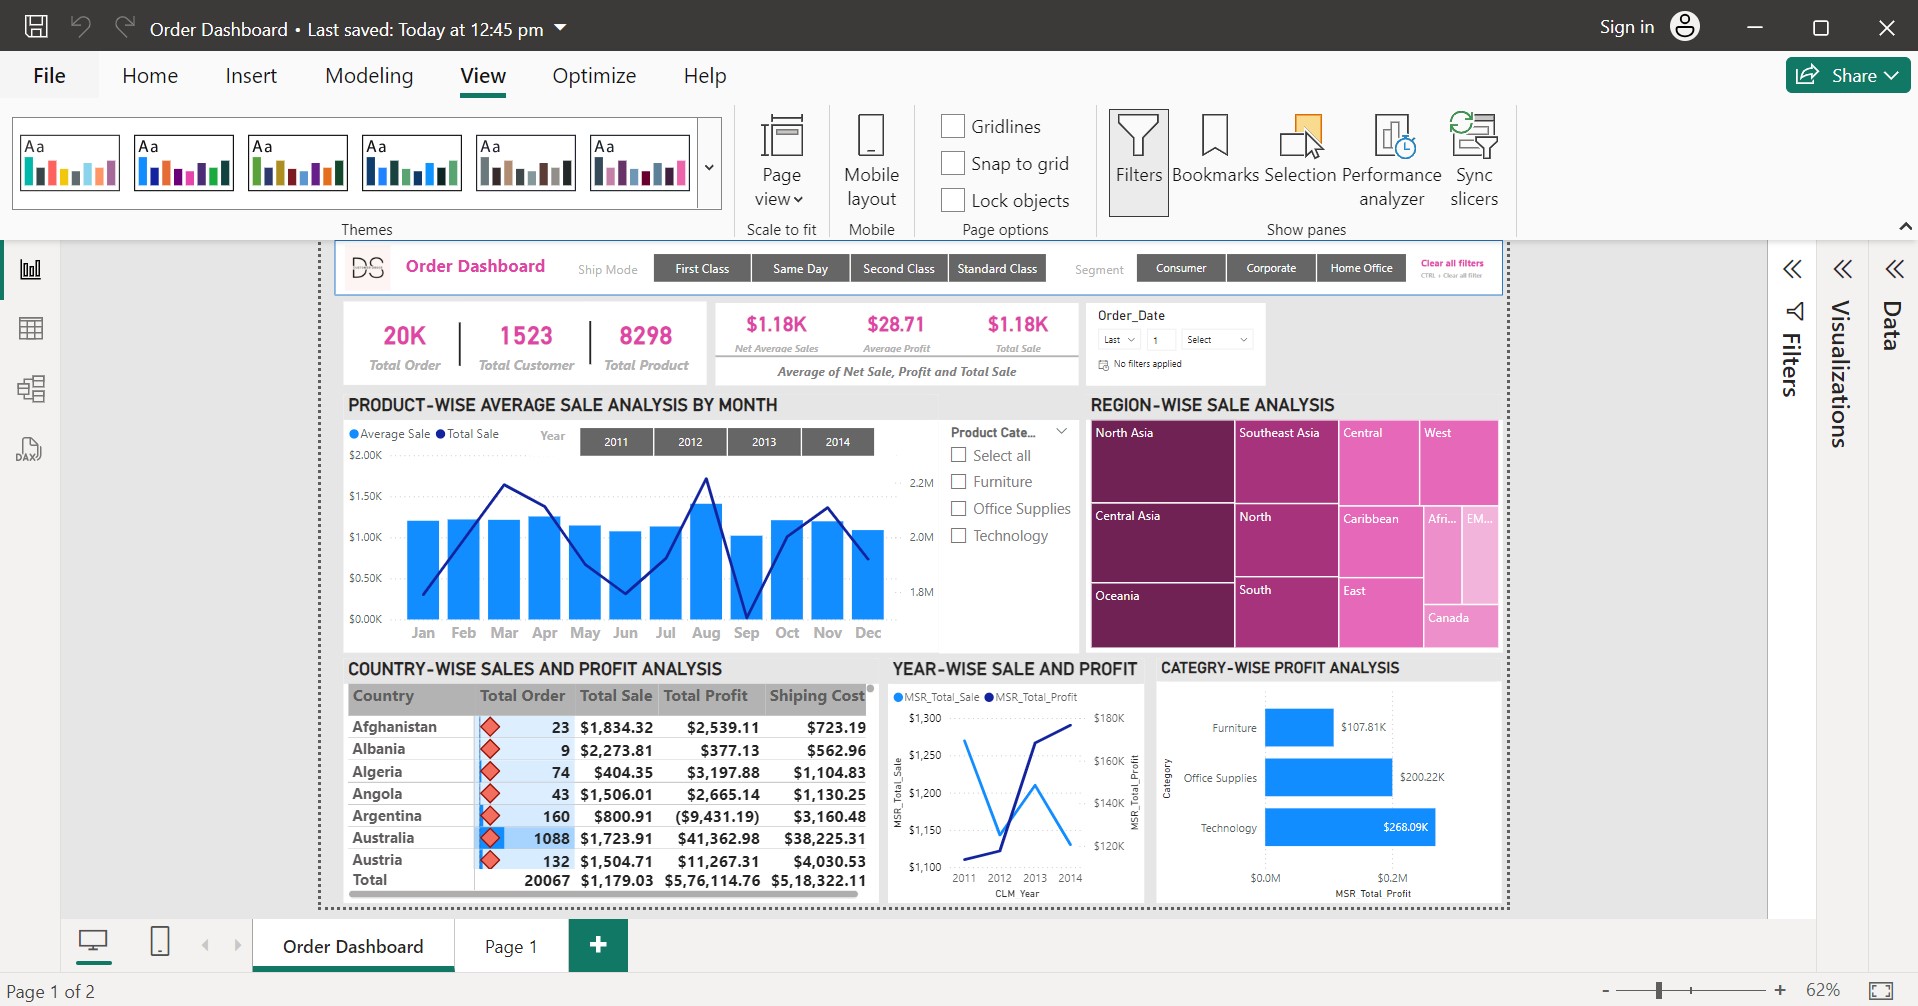 Order Dashboard • Last saved: Today at 12:45 pm
Sign in
File Home Insert Modeling View Optimize Help
Share
Aa Aa Aa Aa Aa Aa
Themes
Page view
Scale to fit
Mobile layout
Mobile
Gridlines
Snap to grid
Lock objects
Page options
Filters
Bookmarks
Selection
Performance analyzer
Sync slicers
Show panes
DS
Order Dashboard
Ship Mode
First Class Same Day Second Class Standard Class
Segment
Consumer Corporate Home Office
Clear all filters
CTRL + Clear all filter
20K 1523 8298
Total Order Total Customer Total Product
$1.18K $28.71 $1.18K
Net Average Sales Average Profit Total Sale
Average of Net Sale, Profit and Total Sale
Order_Date
Last 1 Select
No filters applied
PRODUCT-WISE AVERAGE SALE ANALYSIS BY MONTH
Average Sale Total Sale
Year
2011 2012 2013 2014
$2.00K
$1.50K
$1.00K
$0.50K
$0.00K
2.2M
2.0M
1.8M
Jan Feb Mar Apr May Jun Jul Aug Sep Oct Nov Dec
Product Cate...
Select all
Furniture
Office Supplies
Technology
REGION-WISE SALE ANALYSIS
North Asia Southeast Asia Central West
Central Asia North Caribbean Afri... EM...
Oceania South East Canada
COUNTRY-WISE SALES AND PROFIT ANALYSIS
Country Total Order Total Sale Total Profit Shiping Cost
Afghanistan 23 $1,834.32 $2,539.11 $723.19
Albania 9 $2,273.81 $377.13 $562.96
Algeria 74 $404.35 $3,197.88 $1,104.83
Angola 43 $1,506.01 $2,665.14 $1,130.25
Argentina 160 $800.91 ($9,431.19) $3,160.48
Australia 1088 $1,723.91 $41,362.98 $38,225.31
Austria 132 $1,504.71 $11,267.31 $4,030.53
Total 20067 $1,179.03 $5,76,114.76 $5,18,322.11
YEAR-WISE SALE AND PROFIT
MSR_Total_Sale MSR_Total_Profit
MSR_Total_Sale
$1,300
$1,250
$1,200
$1,150
$1,100
$180K
$160K
$140K
$120K
MSR_Total_Profit
2011 2012 2013 2014
CLM Year
CATEGRY-WISE PROFIT ANALYSIS
Category
Furniture $107.81K
Office Supplies $200.22K
Technology $268.09K
$0.0M $0.2M
MSR Total Profit
Filters
Visualizations
Data
DAX
Order Dashboard Page 1 +
Page 1 of 2
- + 62%